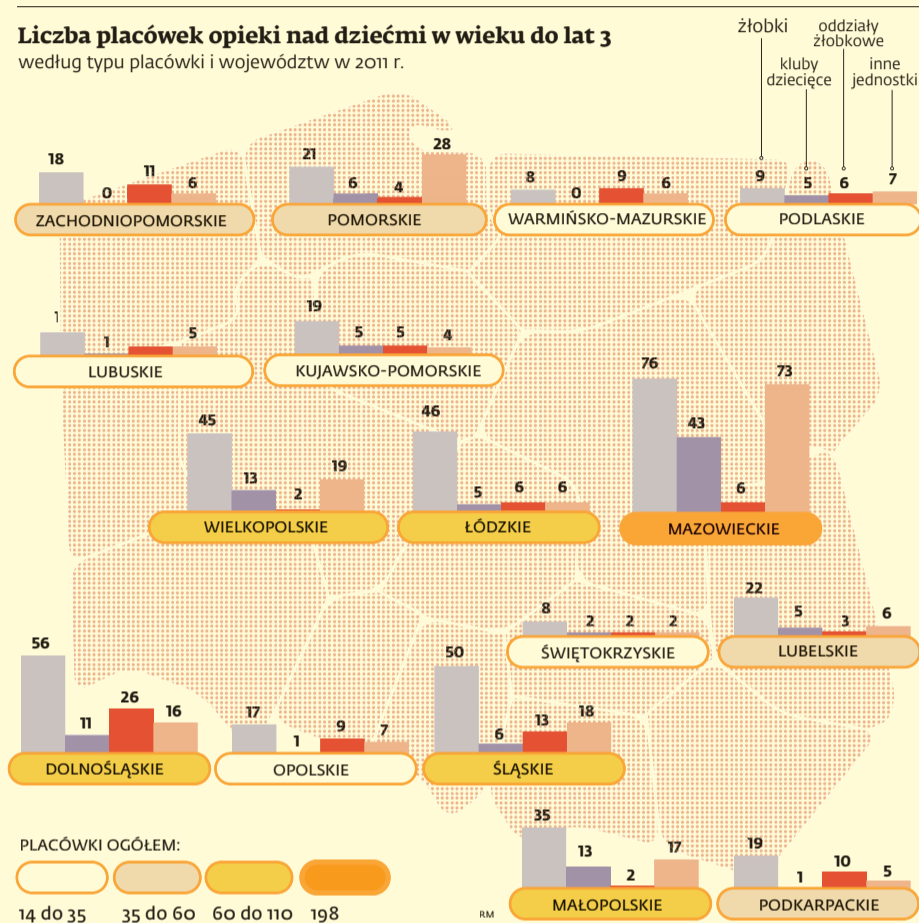 Liczba placówek opieki nad dziećmi w wieku do lat 3
według typu placówki i województw w 2011 r.
żłobki
oddziały
żłobkowe
kluby
dziecięce
inne
jednostki
18 0 11 6
ZACHODNIOPOMORSKIE
21 6 4 28
POMORSKIE
8 0 9 6
WARMIŃSKO-MAZURSKIE
9 5 6 7
PODLASKIE
1 1 5
LUBUSKIE
19 5 5 4
KUJAWSKO-POMORSKIE
45 13 2 19
WIELKOPOLSKIE
46 5 6 6
ŁÓDZKIE
76 43 6 73
MAZOWIECKIE
8 2 2 2
ŚWIĘTOKRZYSKIE
22 5 3 6
LUBELSKIE
56 11 26 16
DOLNOŚLĄSKIE
17 1 9 7
OPOLSKIE
50 6 13 18
ŚLĄSKIE
35 13 2 17
MAŁOPOLSKIE
19 1 10 5
PODKARPACKIE
PLACÓWKI OGÓŁEM:
14 do 35 35 do 60 60 do 110 198
RM